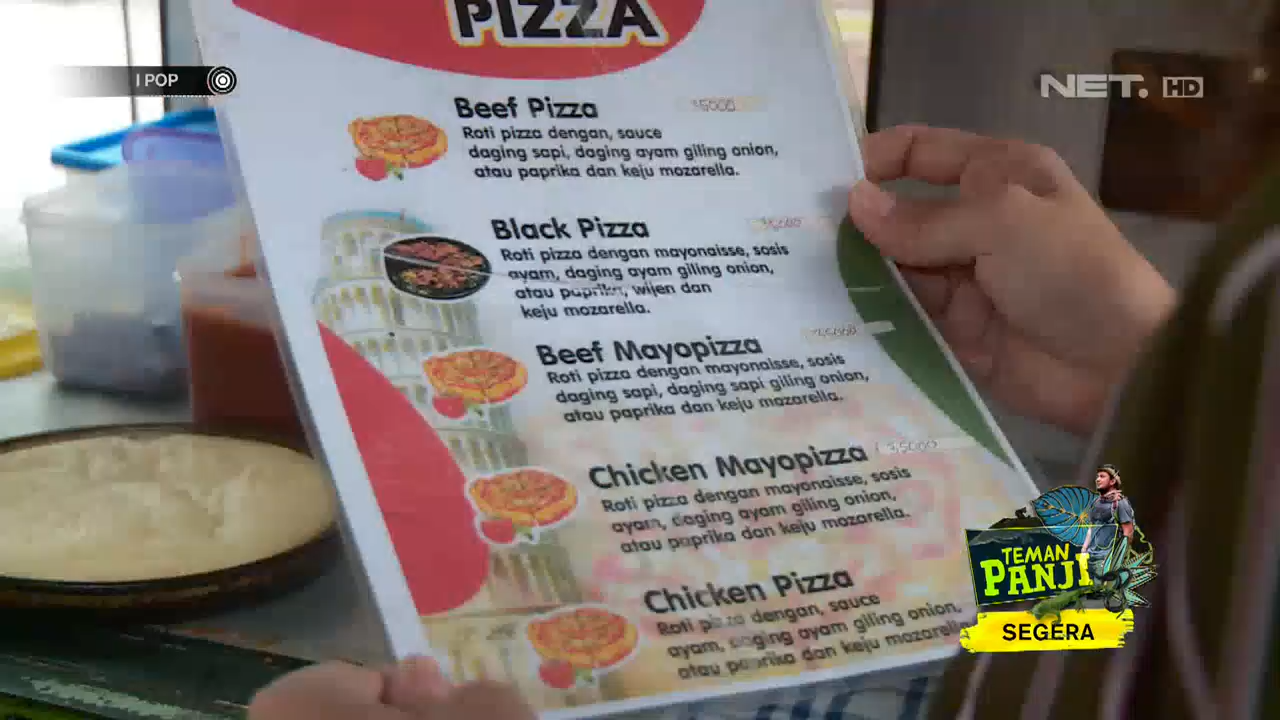 I POP
NET. HD
PIZZA
Beef Pizza
Roti pizza dengan, sauce
daging sapi, daging ayam giling onion,
atau paprika dan keju mozarella.
Black Pizza
Roti pizza dengan mayonaisse, sosis
ayam, daging ayam giling onion,
atau paprika, wijen dan
keju mozarella.
Beef Mayopizza
Roti pizza dengan mayonaisse, sosis
daging sapi, daging sapi giling onion,
atau paprika dan keju mozarella.
Chicken Mayopizza
Roti pizza dengan mayonaisse, sosis
ayam, daging ayam giling onion,
atau paprika dan keju mozarella.
Chicken Pizza
Roti pizza dengan, sauce
ayam, daging ayam giling onion,
atau paprika dan keju mozarella
TEMAN
PANJI
SEGERA